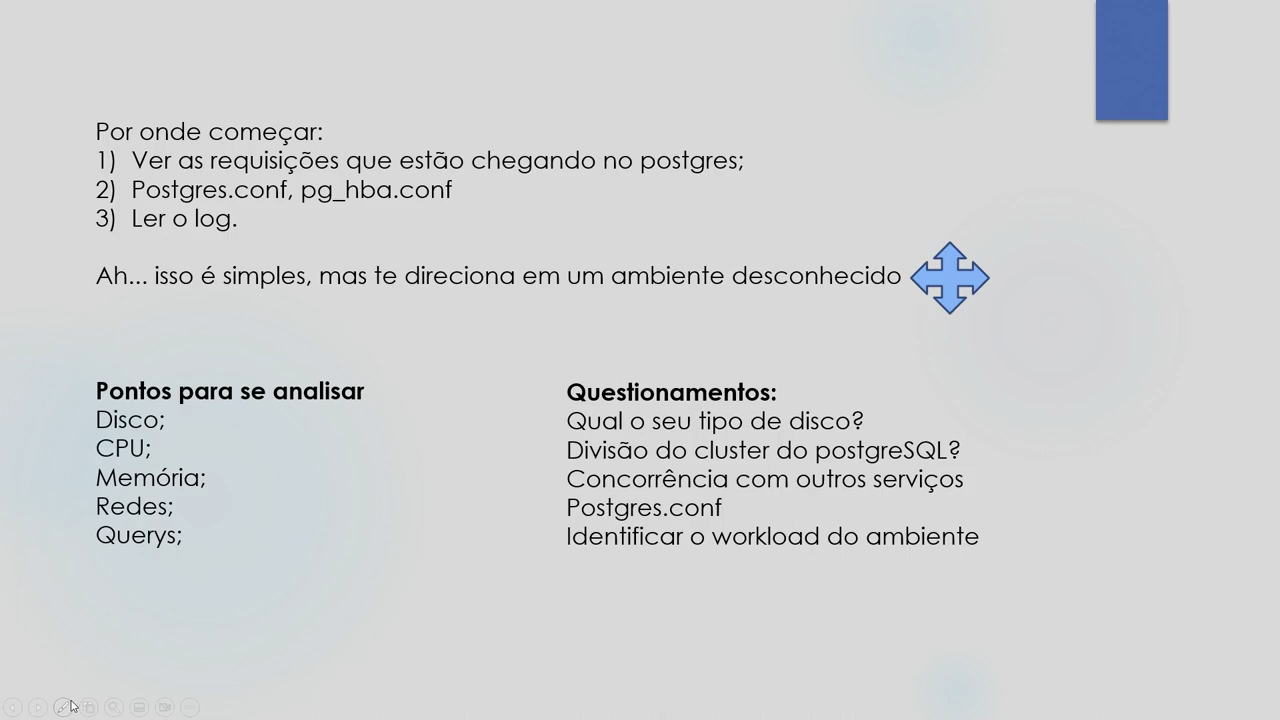 Por onde começar:
1) Ver as requisições que estão chegando no postgres;
2) Postgres.conf, pg_hba.conf
3) Ler o log.
Ah... isso é simples, mas te direciona em um ambiente desconhecido
Pontos para se analisar
Disco;
CPU;
Memória;
Redes;
Querys;
Questionamentos:
Qual o seu tipo de disco?
Divisão do cluster do postgreSQL?
Concorrência com outros serviços
Postgres.conf
Identificar o workload do ambiente